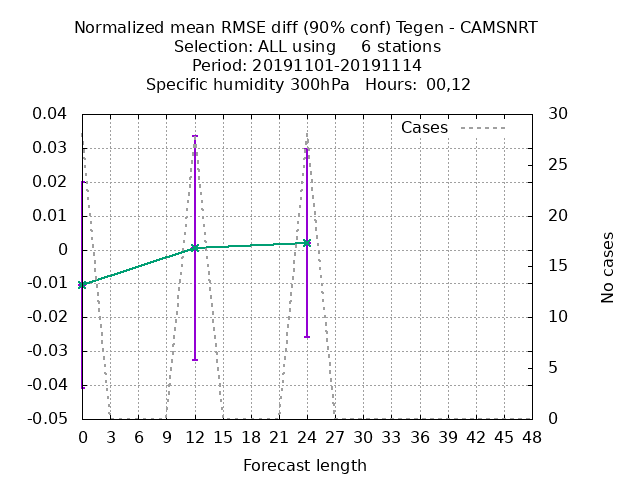 Normalized mean RMSE diff (90% conf) Tegen - CAMSNRT
Selection: ALL using     6 stations
Period: 20191101-20191114
Specific humidity 300hPa   Hours:  00,12
Cases
0.04
0.03
0.02
0.01
0
-0.01
-0.02
-0.03
-0.04
-0.05
30
25
20
15
10
5
0
No cases
0 3 6 9 12 15 18 21 24 27 30 33 36 39 42 45 48
Forecast length